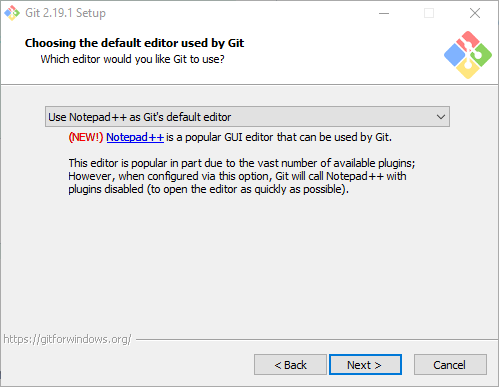 Git 2.19.1 Setup
Choosing the default editor used by Git
Which editor would you like Git to use?
Use Notepad++ as Git's default editor
(NEW!) Notepad++ is a popular GUI editor that can be used by Git.
This editor is popular in part due to the vast number of available plugins;
However, when configured via this option, Git will call Notepad++ with
plugins disabled (to open the editor as quickly as possible).
https://gitforwindows.org/
< Back
Next >
Cancel